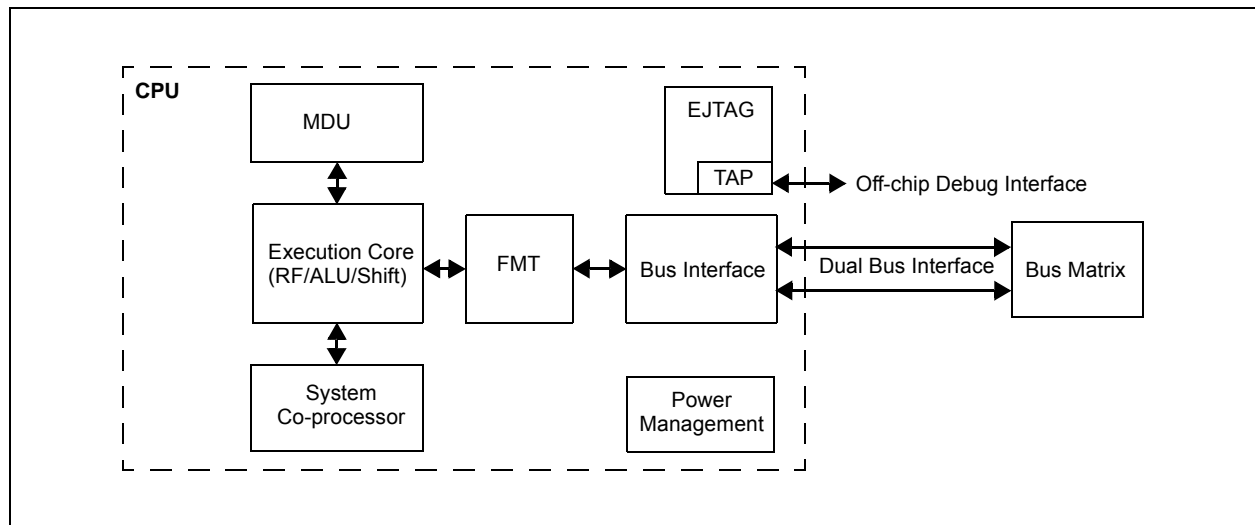 CPU
MDU
EJTAG
TAP
Off-chip Debug Interface
Execution Core
(RF/ALU/Shift)
FMT
Bus Interface
Dual Bus Interface
Bus Matrix
System
Co-processor
Power
Management